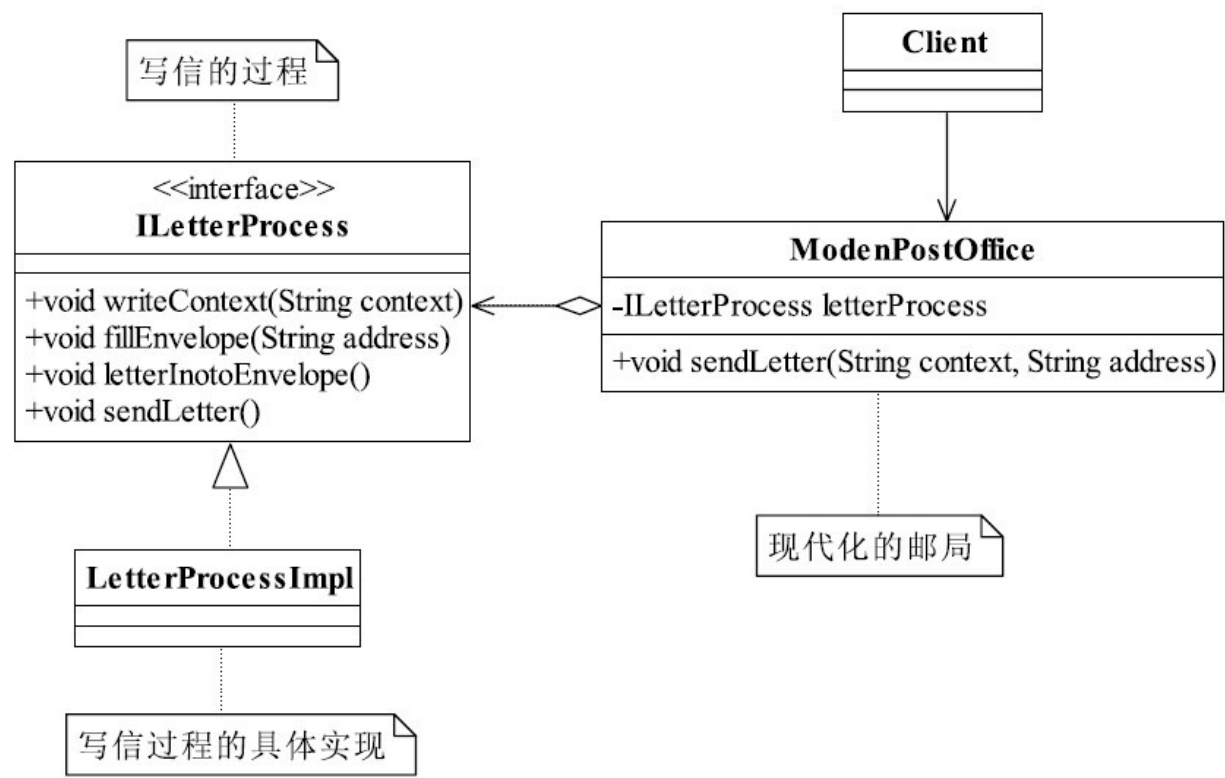 写信的过程
<<interface>>
ILetterProcess
+void writeContext(String context)
+void fillEnvelope(String address)
+void letterInotoEnvelope()
+void sendLetter()
LetterProcessImpl
写信过程的具体实现
Client
ModenPostOffice
-ILetterProcess letterProcess
+void sendLetter(String context, String address)
现代化的邮局